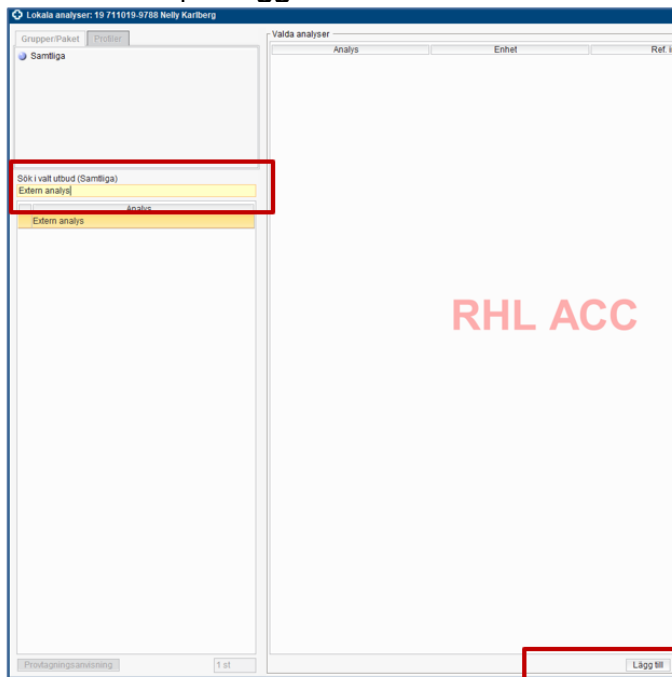 Lokala analyser: 19 711019-9788 Nelly Karlberg
Grupper/Paket Profiler
Samtliga
Sök i valt utbud (Samtliga)
Extern analys
Analys
Extern analys
Valda analyser
Analys Enhet Ref. i
RHL ACC
Provtagningsanvisning 1 st
Lägg till